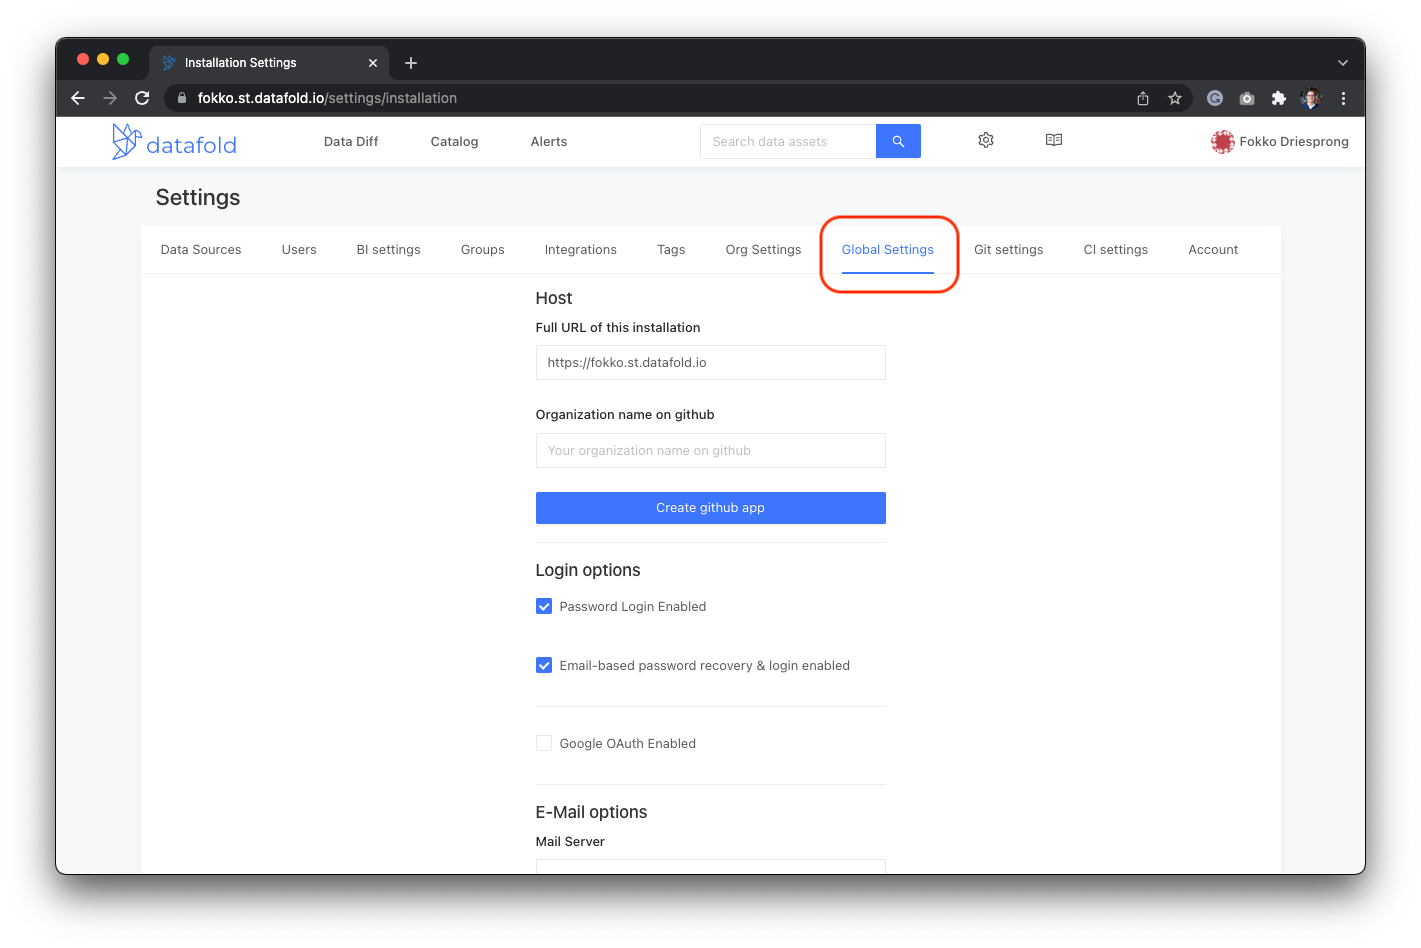 Installation Settings
fokko.st.datafold.io/settings/installation
datafold Data Diff Catalog Alerts Search data assets Fokko Driesprong
Settings
Data Sources Users BI settings Groups Integrations Tags Org Settings Global Settings Git settings CI settings Account
Host
Full URL of this installation
https://fokko.st.datafold.io
Organization name on github
Your organization name on github
Create github app
Login options
Password Login Enabled
Email-based password recovery & login enabled
Google OAuth Enabled
E-Mail options
Mail Server